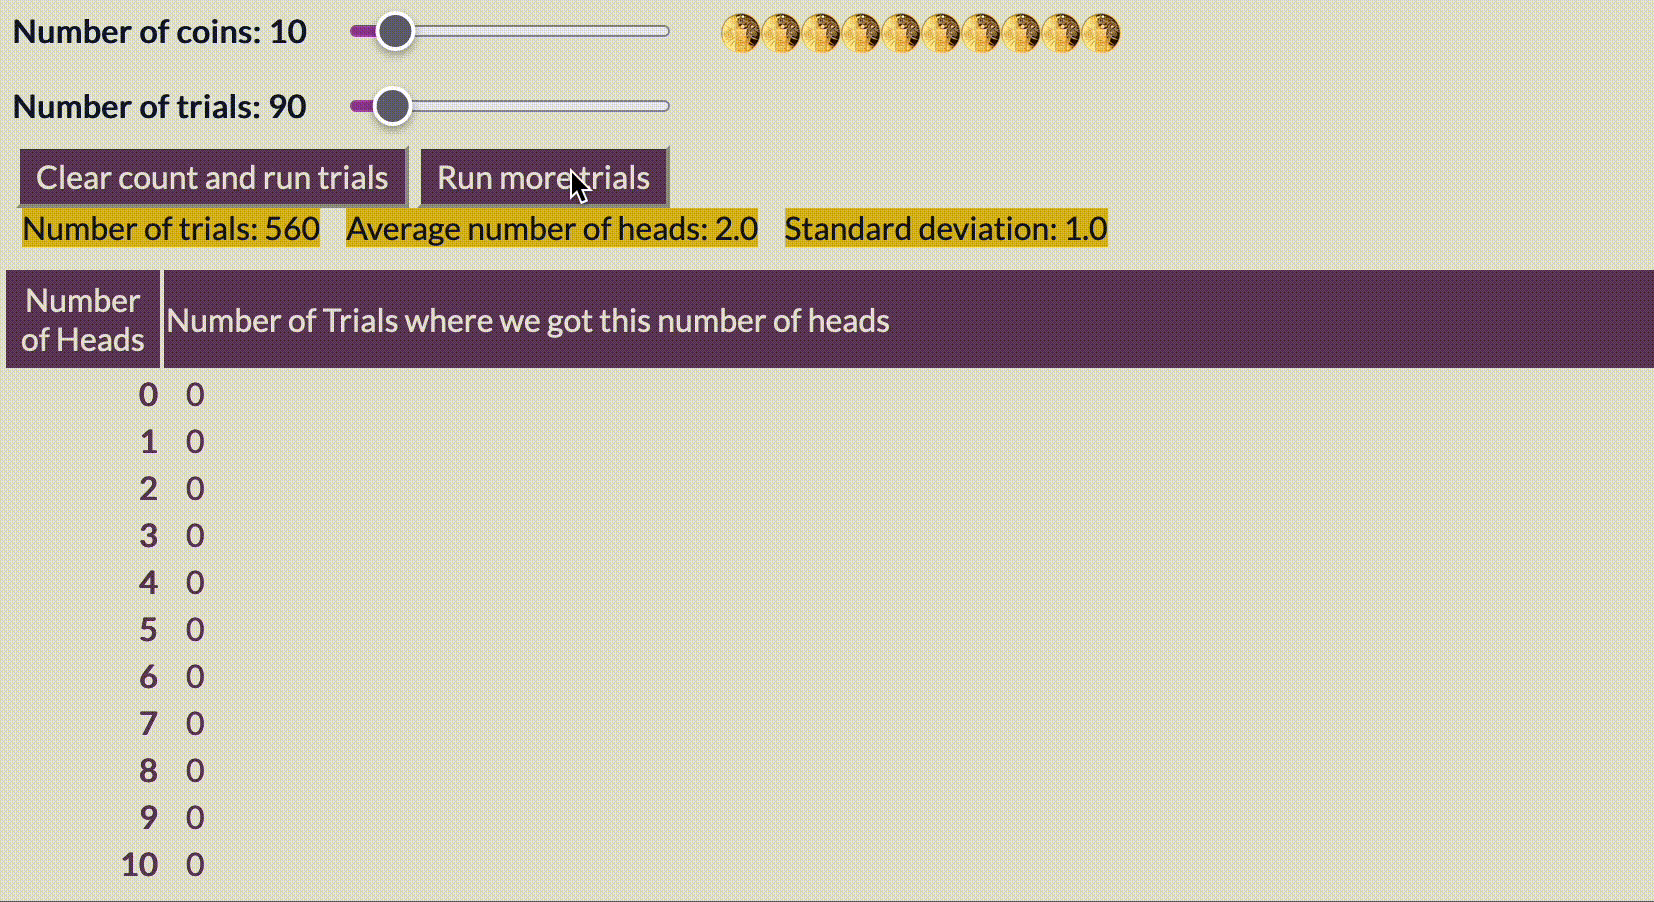 Number of coins: 10
Number of trials: 90
Clear count and run trials Run more trials
Number of trials: 560 Average number of heads: 2.0 Standard deviation: 1.0
Number of Heads Number of Trials where we got this number of heads
0 0
1 0
2 0
3 0
4 0
5 0
6 0
7 0
8 0
9 0
10 0